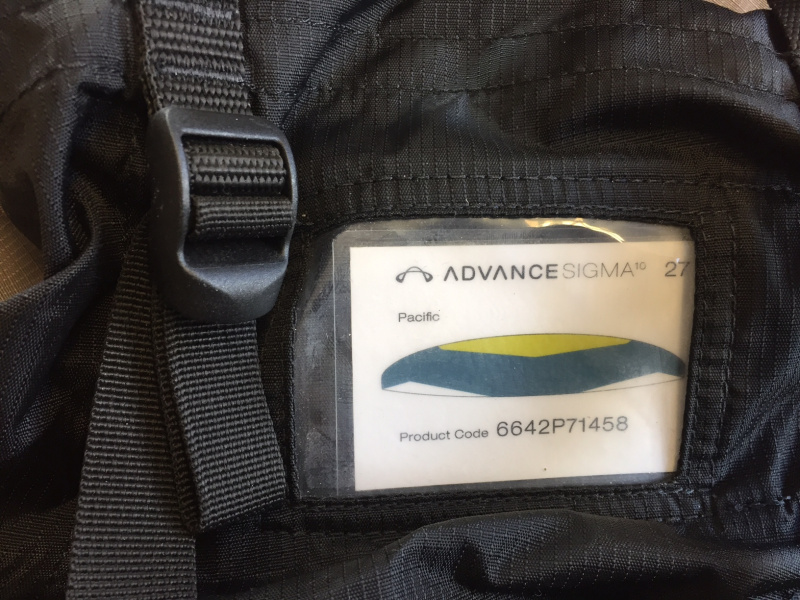 ADVANCE SIGMA¹⁰ 27
Pacific
Product Code 6642P71458